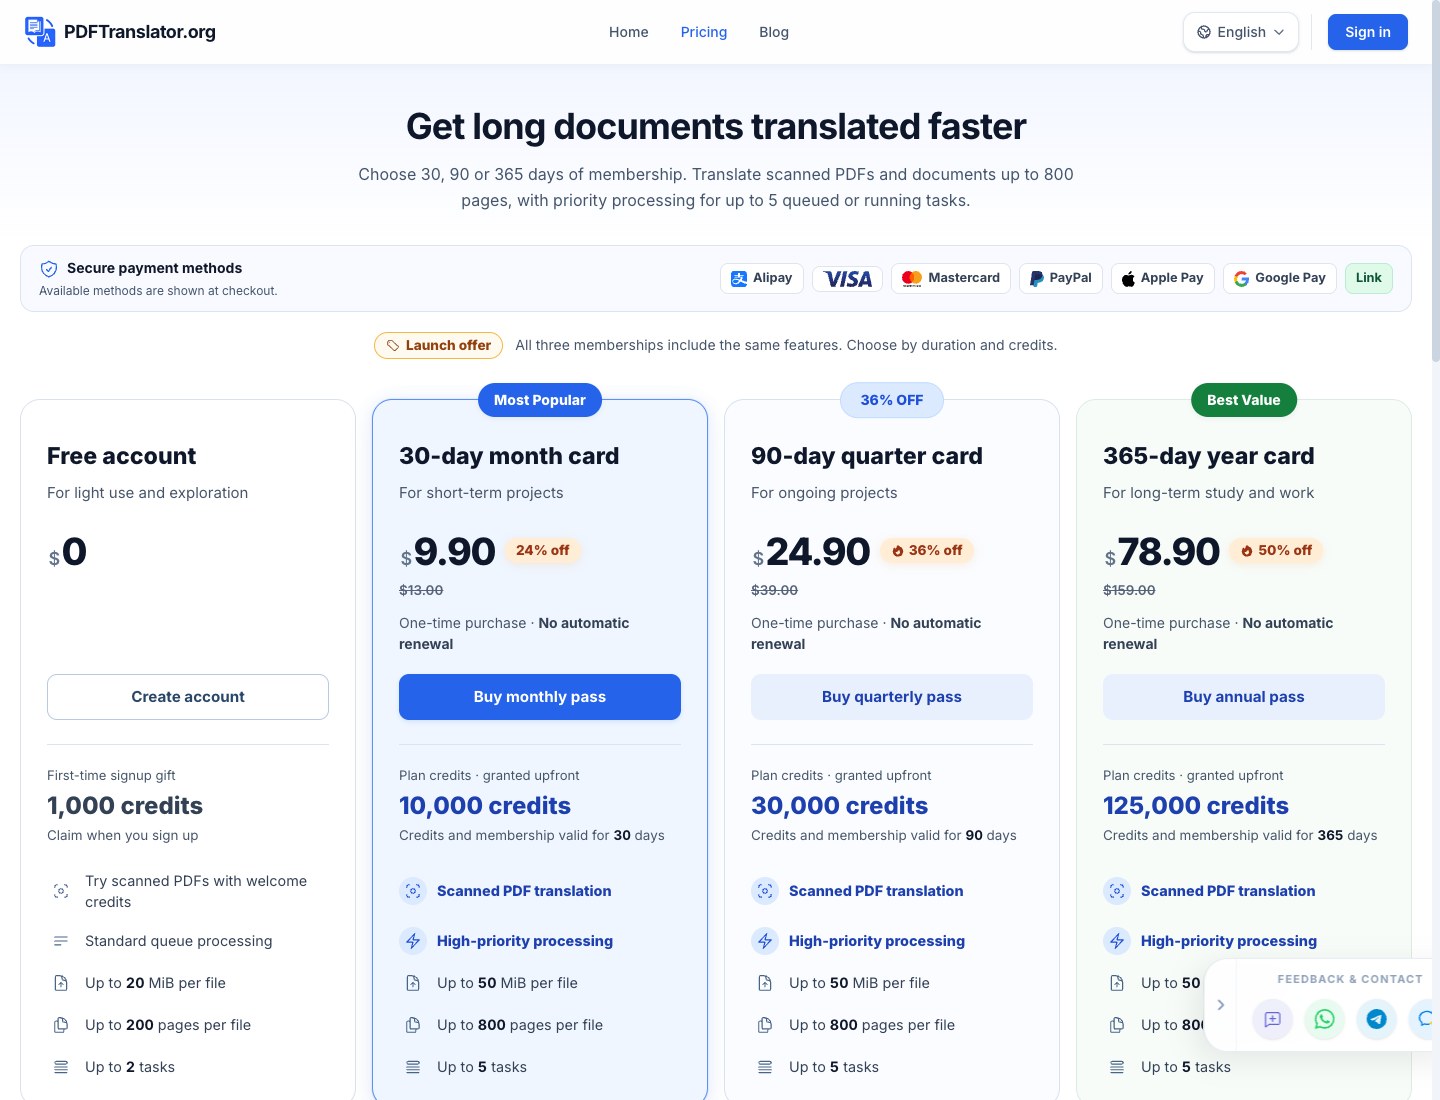 PDFTranslator.org
Home
Pricing
Blog
English
Sign in
Get long documents translated faster
Choose 30, 90 or 365 days of membership. Translate scanned PDFs and documents up to 800
pages, with priority processing for up to 5 queued or running tasks.
Secure payment methods
Available methods are shown at checkout.
Alipay
VISA
Mastercard
PayPal
Apple Pay
Google Pay
Link
Launch offer
All three memberships include the same features. Choose by duration and credits.
Free account
For light use and exploration
$0
Create account
First-time signup gift
1,000 credits
Claim when you sign up
Try scanned PDFs with welcome
credits
Standard queue processing
Up to 20 MiB per file
Up to 200 pages per file
Up to 2 tasks
Most Popular
30-day month card
For short-term projects
$9.90
24% off
$13.00
One-time purchase · No automatic
renewal
Buy monthly pass
Plan credits · granted upfront
10,000 credits
Credits and membership valid for 30 days
Scanned PDF translation
High-priority processing
Up to 50 MiB per file
Up to 800 pages per file
Up to 5 tasks
36% OFF
90-day quarter card
For ongoing projects
$24.90
36% off
$39.00
One-time purchase · No automatic
renewal
Buy quarterly pass
Plan credits · granted upfront
30,000 credits
Credits and membership valid for 90 days
Scanned PDF translation
High-priority processing
Up to 50 MiB per file
Up to 800 pages per file
Up to 5 tasks
Best Value
365-day year card
For long-term study and work
$78.90
50% off
$159.00
One-time purchase · No automatic
renewal
Buy annual pass
Plan credits · granted upfront
125,000 credits
Credits and membership valid for 365 days
Scanned PDF translation
High-priority processing
Up to 50
Up to 800
Up to 5 tasks
FEEDBACK & CONTACT